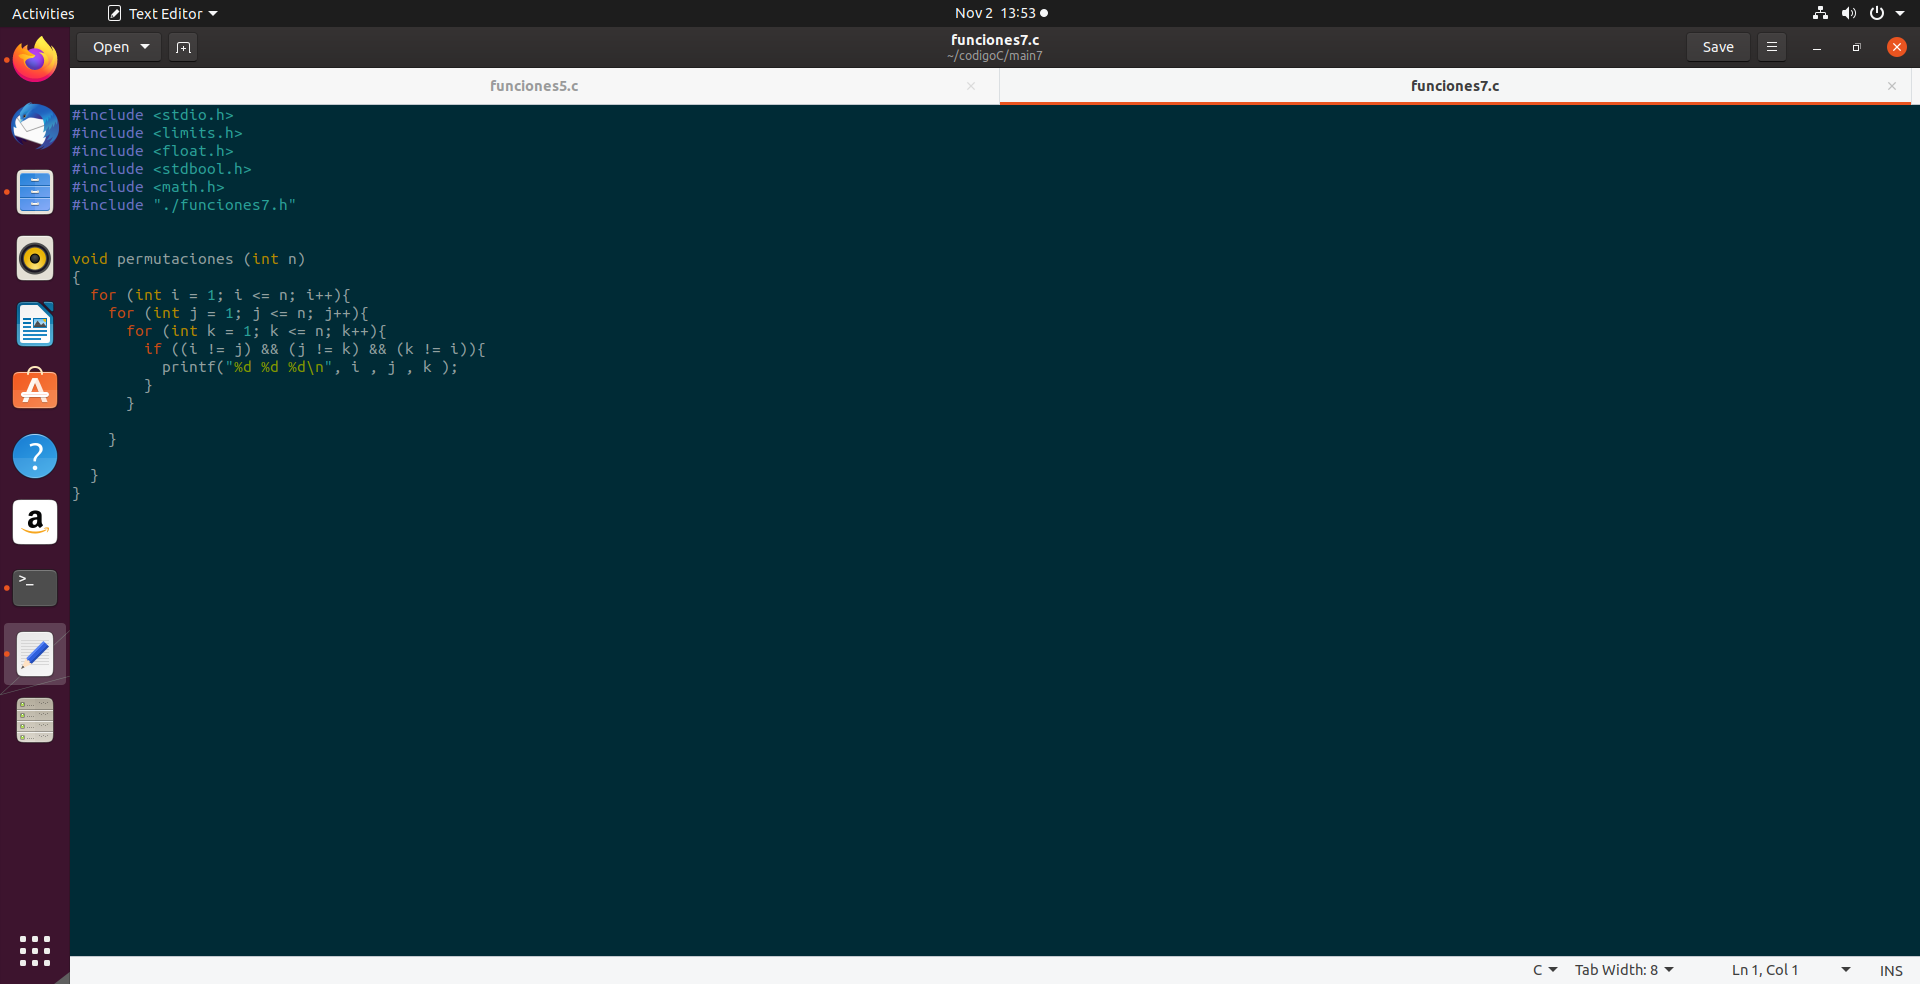 Activities
Text Editor
Nov 2 13:53
Open
funciones7.c
~/codigoC/main7
Save
funciones5.c
funciones7.c
#include <stdio.h>
#include <limits.h>
#include <float.h>
#include <stdbool.h>
#include <math.h>
#include "./funciones7.h"
void permutaciones (int n)
{
  for (int i = 1; i <= n; i++){
    for (int j = 1; j <= n; j++){
      for (int k = 1; k <= n; k++){
        if ((i != j) && (j != k) && (k != i)){
          printf("%d %d %d\n", i , j , k );
        }
      }
    }
  }
}
C
Tab Width: 8
Ln 1, Col 1
INS